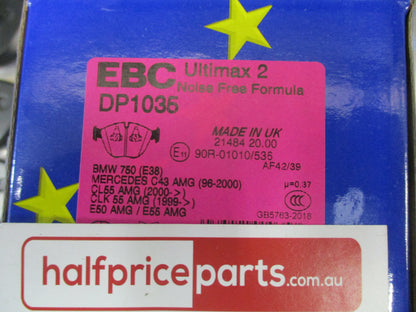 EBC Ultimax 2
Noise Free Formula
DP1035
MADE IN UK
21484 20.00
E11 90R-01010/535
AF42/39
BMW 750 (E38)
MERCEDES C43 AMG (96-2000)
μ=0.37
CL55 AMG (2000->)
CLK 55 AMG (1999->)
GB5763-2018
E50 AMG / E55 AMG
halfpriceparts.com.au